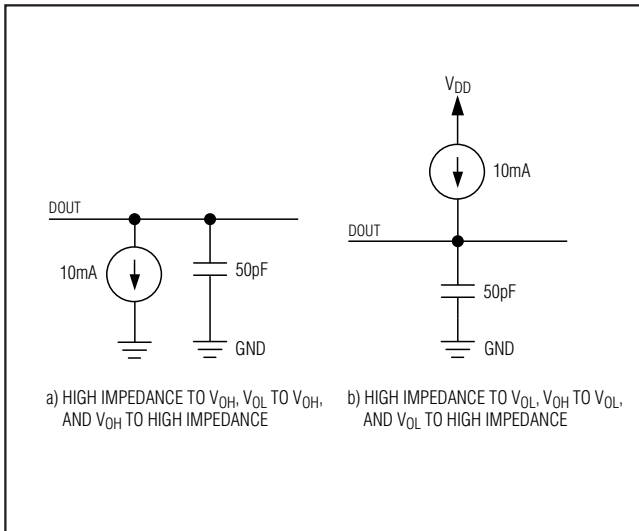 DOUT
10mA
50pF
GND
a) HIGH IMPEDANCE TO VOH, VOL TO VOH,
AND VOH TO HIGH IMPEDANCE
VDD
10mA
DOUT
50pF
GND
b) HIGH IMPEDANCE TO VOL, VOH TO VOL,
AND VOL TO HIGH IMPEDANCE